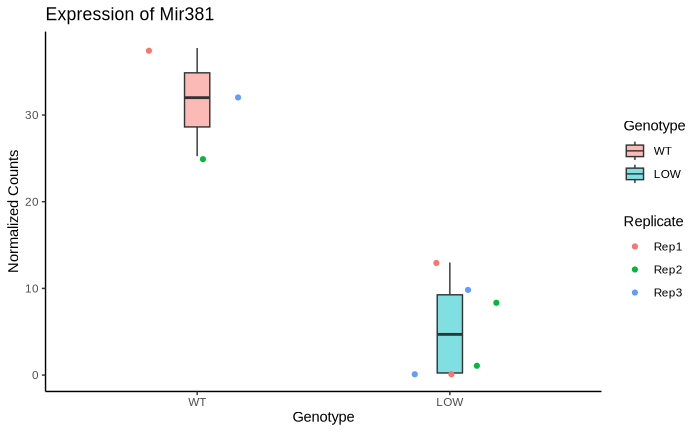 Expression of Mir381
Normalized Counts
30
20
10
0
WT
LOW
Genotype
Genotype
WT
LOW
Replicate
Rep1
Rep2
Rep3